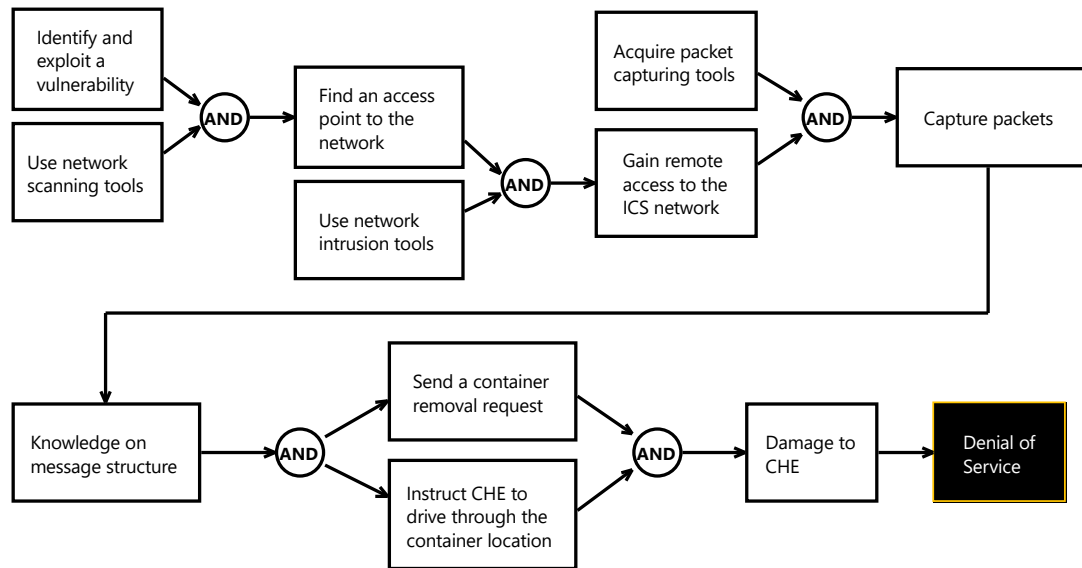 Identify and
exploit a
vulnerability
AND
Use network
scanning tools
Find an access
point to the
network
AND
Use network
intrusion tools
Acquire packet
capturing tools
AND
Gain remote
access to the
ICS network
Capture packets
Knowledge on
message structure
AND
Send a container
removal request
Instruct CHE to
drive through the
container location
AND
Damage to
CHE
Denial of
Service